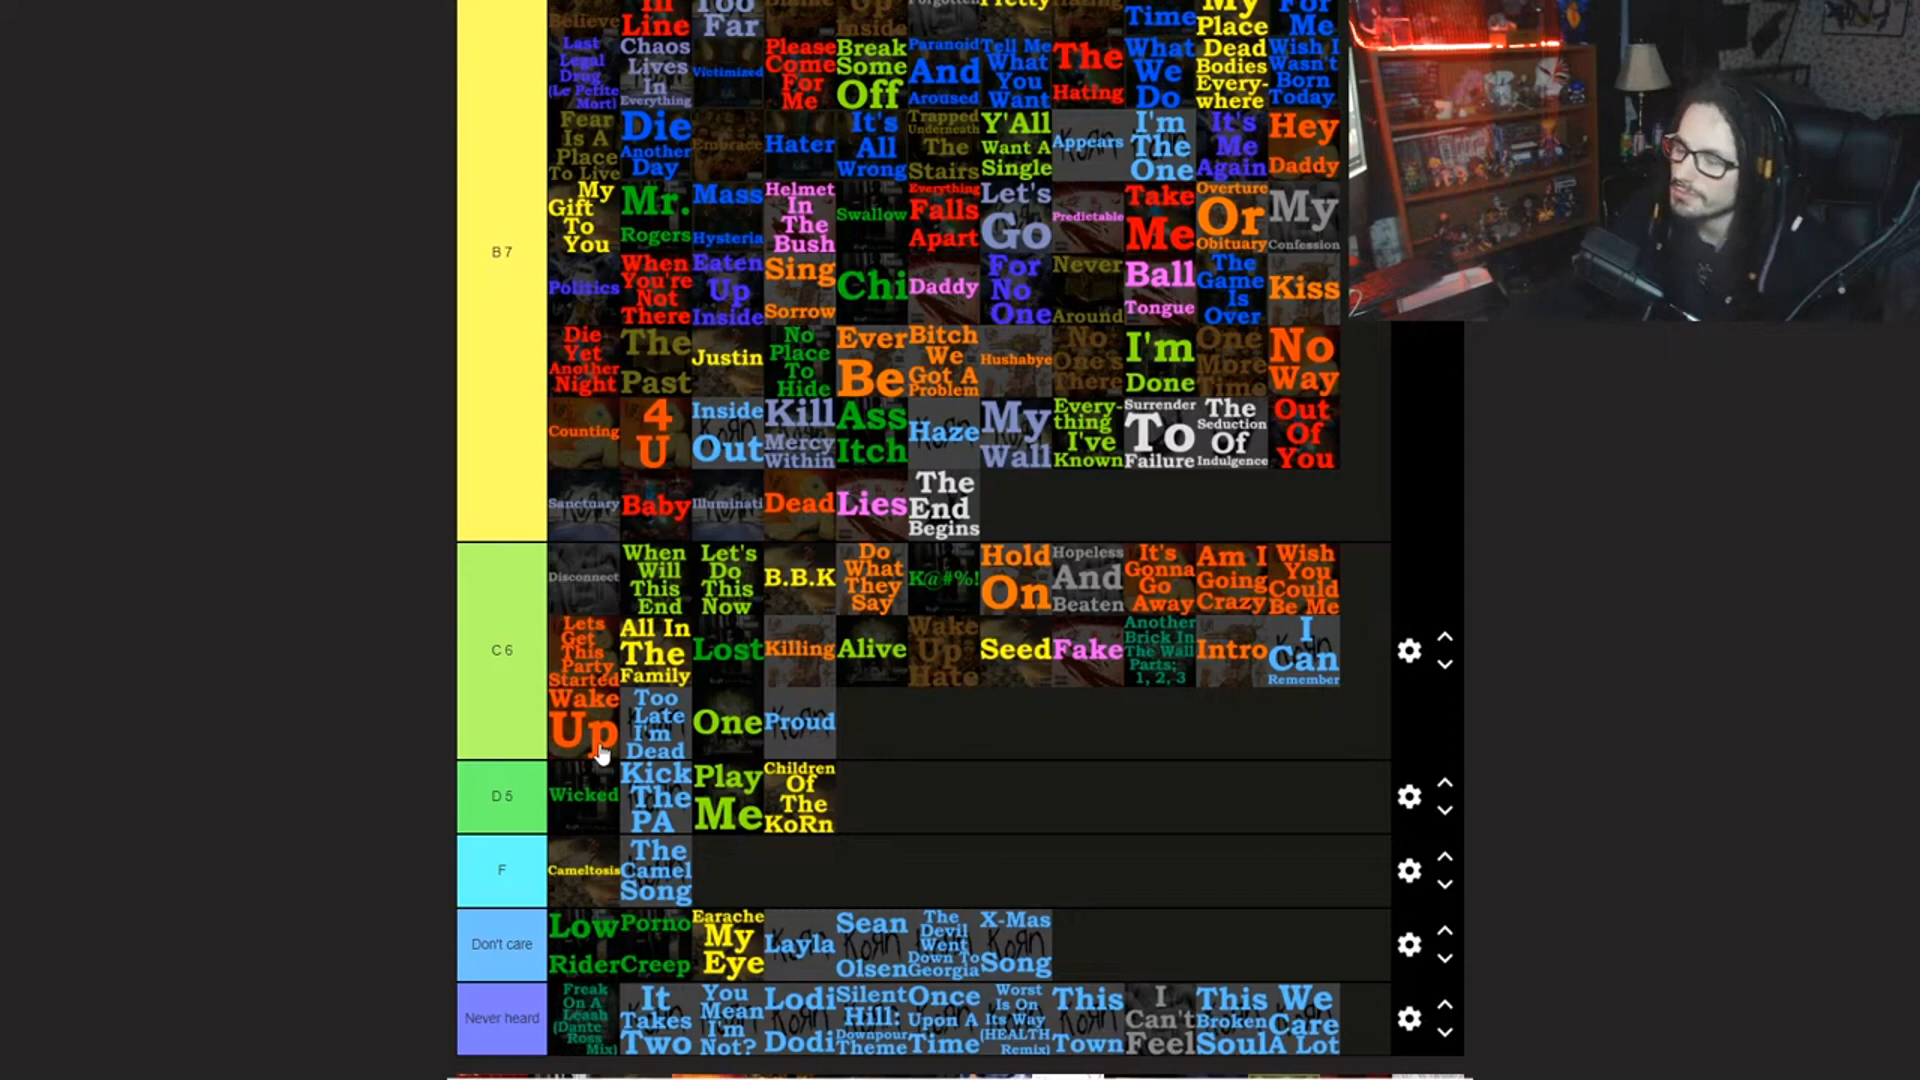 Believe
In
Line
Too
Far
Blame
Up
Inside
Forgotten
Pretty
Hating
Time
My
Place
For
Me
Last
Legal
Drug
(Le Petite
Mort)
Chaos
Lives
In
Everything
Victimized
Please
Come
For
Me
Break
Some
Off
Paranoid
And
Aroused
Tell Me
What
You
Want
The
Hating
What
We
Do
Dead
Bodies
Every-
where
Wish I
Wasn't
Born
Today
Fear
Is A
Place
To Live
Die
Another
Day
Embrace
Hater
It's
All
Wrong
Trapped
Underneath
The
Stairs
Y'All
Want A
Single
Appears
I'm
The
One
It's
Me
Again
Hey
Daddy
B 7
My
Gift
To
You
Mr.
Rogers
Mass
Hysteria
Helmet
In
The
Bush
Swallow
Everything
Falls
Apart
Let's
Go
Predictable
Take
Me
Overture
Or
Obituary
My
Confession
Politics
When
You're
Not
There
Eaten
Up
Inside
Sing
Sorrow
Chi
Daddy
For
No
One
Never
Around
Ball
Tongue
The
Game
Is
Over
Kiss
Die
Yet
Another
Night
The
Past
Justin
No
Place
To
Hide
Ever
Be
Bitch
We
Got A
Problem
Hushabye
No
One's
There
I'm
Done
One
More
Time
No
Way
Counting
4
U
Inside
Out
Kill
Mercy
Within
Ass
Itch
Haze
My
Wall
Every-
thing
I've
Known
Surrender
To
Failure
The
Seduction
Of
Indulgence
Out
Of
You
Sanctuary
Baby
Illuminati
Dead
Lies
The
End
Begins
C 6
Disconnect
When
Will
This
End
Let's
Do
This
Now
B.B.K
Do
What
They
Say
K@#%!
Hold
On
Hopeless
And
Beaten
It's
Gonna
Go
Away
Am I
Going
Crazy
Wish
You
Could
Be Me
Lets
Get
This
Party
Started
All In
The
Family
Lost
Killing
Alive
Wake
Up
Hate
Seed
Fake
Another
Brick In
The Wall
Parts;
1, 2, 3
Intro
I
Can
Remember
Wake
Up
Too
Late
I'm
Dead
One
Proud
D 5
Wicked
Kick
The
PA
Play
Me
Children
Of
The
KoRn
F
Cameltosis
The
Camel
Song
Don't care
Low
Rider
Porno
Creep
Earache
My
Eye
Layla
Sean
Olsen
The
Devil
Went
Down To
Georgia
X-Mas
Song
Never heard
Freak
On A
Leash
(Dante
Ross
Mix)
It
Takes
Two
You
Mean
I'm
Not?
Lodi
Dodi
Silent
Hill:
Downpour
Theme
Once
Upon A
Time
Worst
Is On
Its Way
(HEALTH
Remix)
This
Town
I
Can't
Feel
This
Broken
Soul
We
Care
A Lot